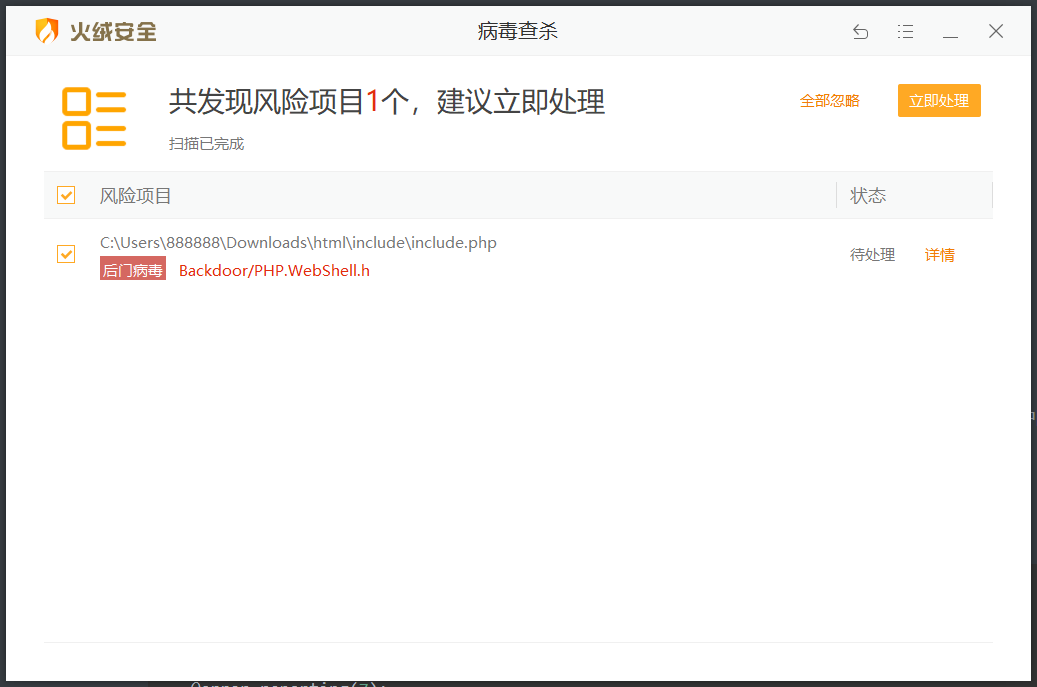 火绒安全
病毒查杀
共发现风险项目1个，建议立即处理
全部忽略
立即处理
扫描已完成
风险项目
状态
C:\Users\888888\Downloads\html\include\include.php
待处理
详情
后门病毒 Backdoor/PHP.WebShell.h